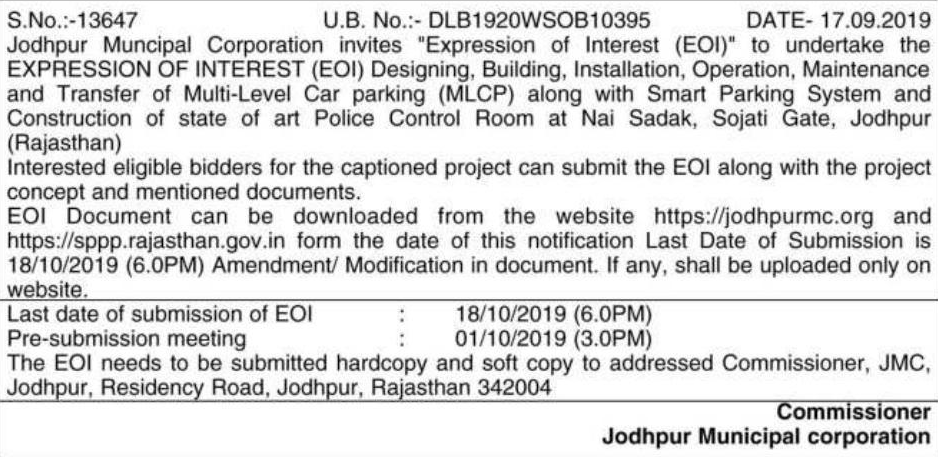 S.No.:-13647 U.B. No.:- DLB1920WSOB10395 DATE- 17.09.2019
Jodhpur Muncipal Corporation invites "Expression of Interest (EOI)" to undertake the
EXPRESSION OF INTEREST (EOI) Designing, Building, Installation, Operation, Maintenance
and Transfer of Multi-Level Car parking (MLCP) along with Smart Parking System and
Construction of state of art Police Control Room at Nai Sadak, Sojati Gate, Jodhpur
(Rajasthan)
Interested eligible bidders for the captioned project can submit the EOI along with the project
concept and mentioned documents.
EOI Document can be downloaded from the website https://jodhpurmc.org and
https://sppp.rajasthan.gov.in form the date of this notification Last Date of Submission is
18/10/2019 (6.0PM) Amendment/ Modification in document. If any, shall be uploaded only on
website.
Last date of submission of EOI : 18/10/2019 (6.0PM)
Pre-submission meeting : 01/10/2019 (3.0PM)
The EOI needs to be submitted hardcopy and soft copy to addressed Commissioner, JMC,
Jodhpur, Residency Road, Jodhpur, Rajasthan 342004
Commissioner
Jodhpur Municipal corporation